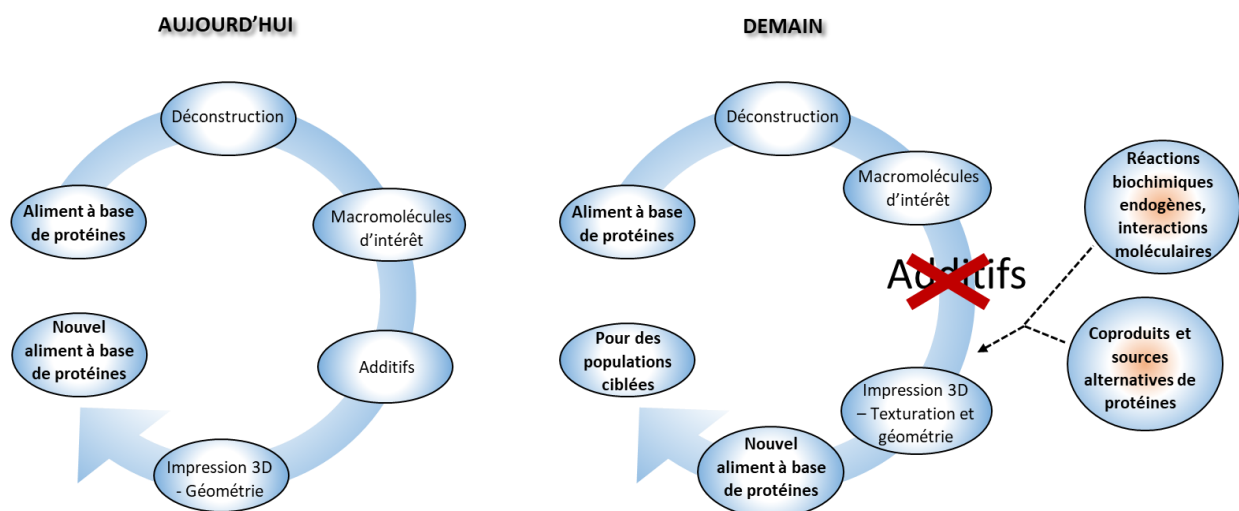 AUJOURD'HUI
Déconstruction
Macromolécules
d'intérêt
Additifs
Impression 3D
- Géométrie
Nouvel
aliment à base
de protéines
Aliment à base
de protéines
DEMAIN
Déconstruction
Macromolécules
d'intérêt
Additifs
Impression 3D
– Texturation et
géométrie
Nouvel
aliment à base
de protéines
Pour des
populations
ciblées
Aliment à base
de protéines
Réactions
biochimiques
endogènes,
interactions
moléculaires
Coproduits et
sources
alternatives de
protéines